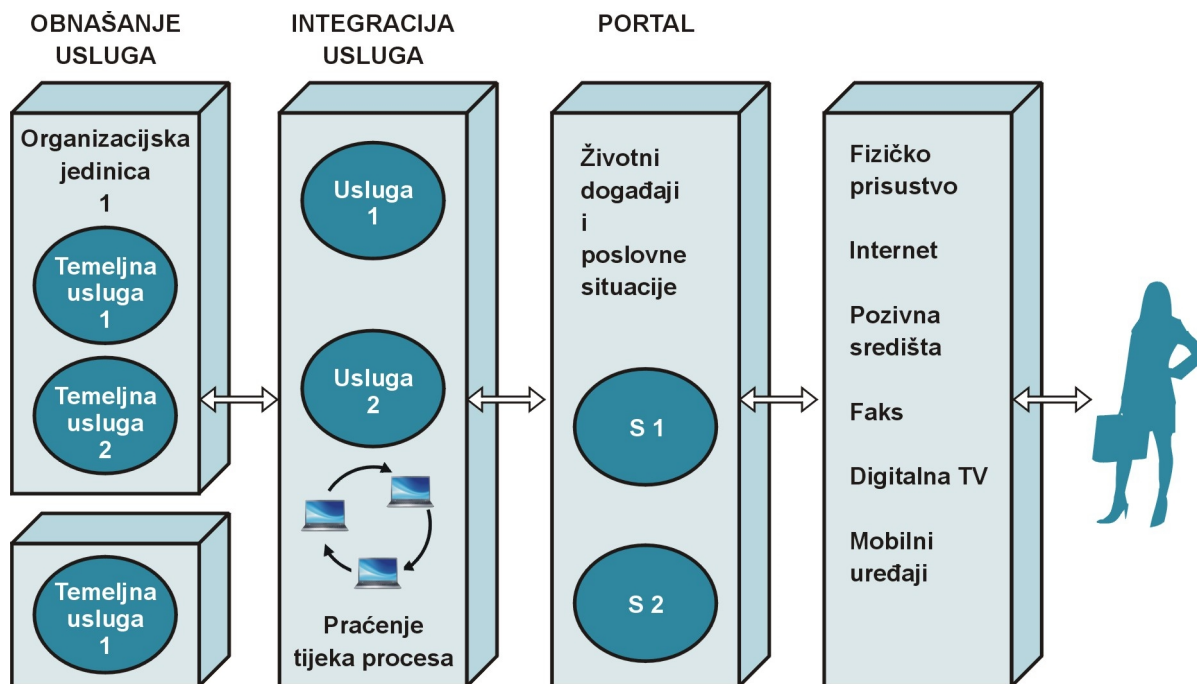 OBNAŠANJE
USLUGA
INTEGRACIJA
USLUGA
PORTAL
Organizacijska
jedinica
1
Temeljna
usluga
1
Temeljna
usluga
2
Temeljna
usluga
1
Usluga
1
Usluga
2
Praćenje
tijeka procesa
Životni
događaji
i
poslovne
situacije
S 1
S 2
Fizičko
prisustvo
Internet
Pozivna
središta
Faks
Digitalna TV
Mobilni
uređaji